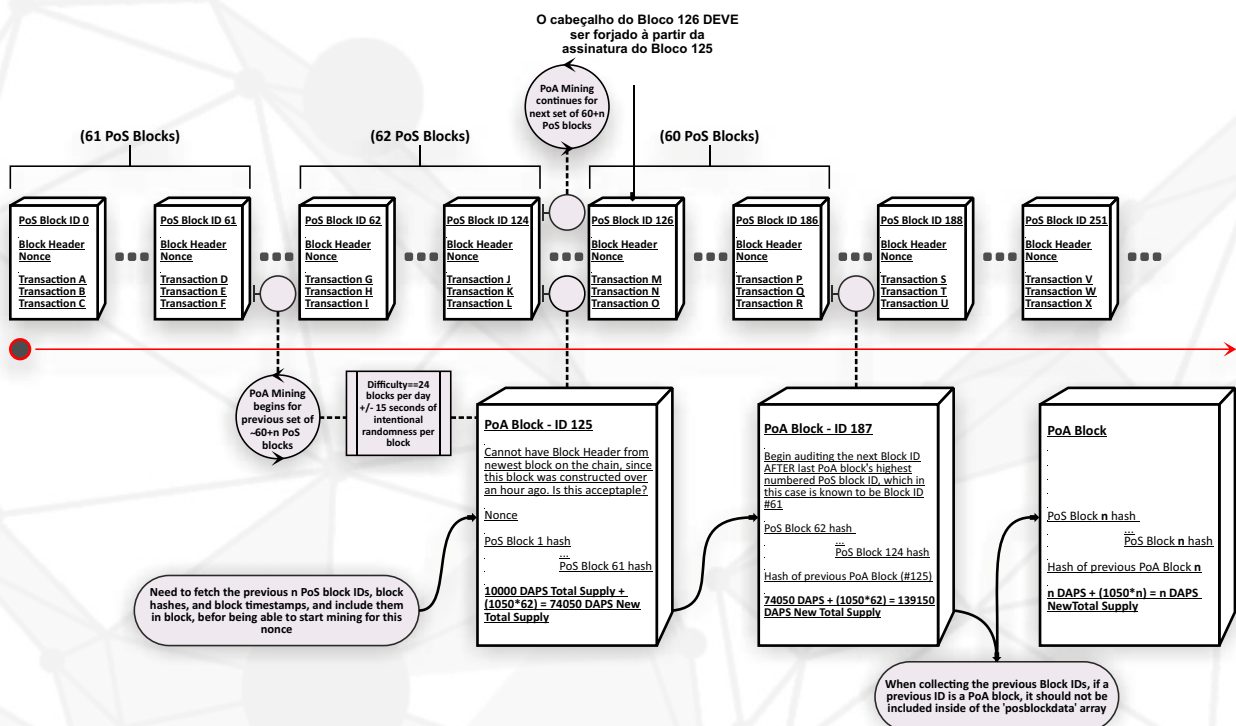 O cabeçalho do Bloco 126 DEVE
ser forjado à partir da
assinatura do Bloco 125
PoA Mining
continues for
next set of 60+n
PoS blocks
(61 PoS Blocks)
(62 PoS Blocks)
(60 PoS Blocks)
PoS Block ID 0
Block Header
Nonce
Transaction A
Transaction B
Transaction C
PoS Block ID 61
Block Header
Nonce
Transaction D
Transaction E
Transaction F
PoS Block ID 62
Block Header
Nonce
Transaction G
Transaction H
Transaction I
PoS Block ID 124
Block Header
Nonce
Transaction J
Transaction K
Transaction L
PoS Block ID 126
Block Header
Nonce
Transaction M
Transaction N
Transaction O
PoS Block ID 186
Block Header
Nonce
Transaction P
Transaction Q
Transaction R
PoS Block ID 188
Block Header
Nonce
Transaction S
Transaction T
Transaction U
PoS Block ID 251
Block Header
Nonce
Transaction V
Transaction W
Transaction X
PoA Mining
begins for
previous set of
~60+n PoS
blocks
Difficulty==24
blocks per day
+/- 15 seconds of
intentional
randomness per
block
PoA Block - ID 125
Cannot have Block Header from
newest block on the chain, since
this block was constructed over
an hour ago. Is this acceptaple?
Nonce
PoS Block 1 hash
...
PoS Block 61 hash
10000 DAPS Total Supply +
(1050*62) = 74050 DAPS New
Total Supply
PoA Block - ID 187
Begin auditing the next Block ID
AFTER last PoA block's highest
numbered PoS block ID, which in
this case is known to be Block ID
#61
PoS Block 62 hash
...
PoS Block 124 hash
Hash of previous PoA Block (#125)
74050 DAPS + (1050*62) = 139150
DAPS New Total Supply
PoA Block
PoS Block n hash
...
PoS Block n hash
Hash of previous PoA Block n
n DAPS + (1050*n) = n DAPS
NewTotal Supply
Need to fetch the previous n PoS block IDs, block
hashes, and block timestamps, and include them
in block, befor being able to start mining for this
nonce
When collecting the previous Block IDs, if a
previous ID is a PoA block, it should not be
included inside of the 'posblockdata' array